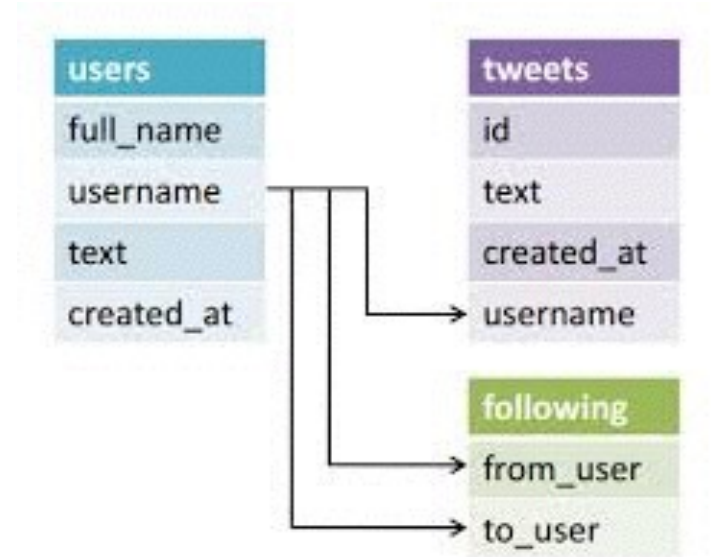 users
full_name
username
text
created_at
tweets
id
text
created_at
username
following
from_user
to_user